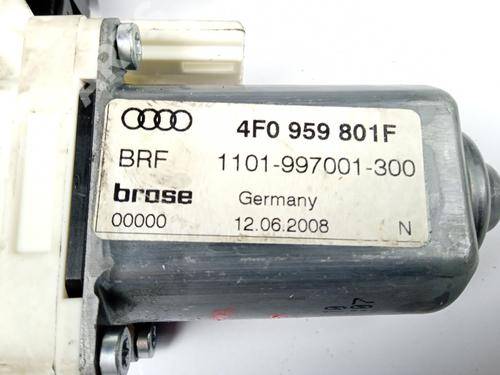 4F0 959 801F
BRF 1101-997001-300
brose Germany
00000 12.06.2008 N